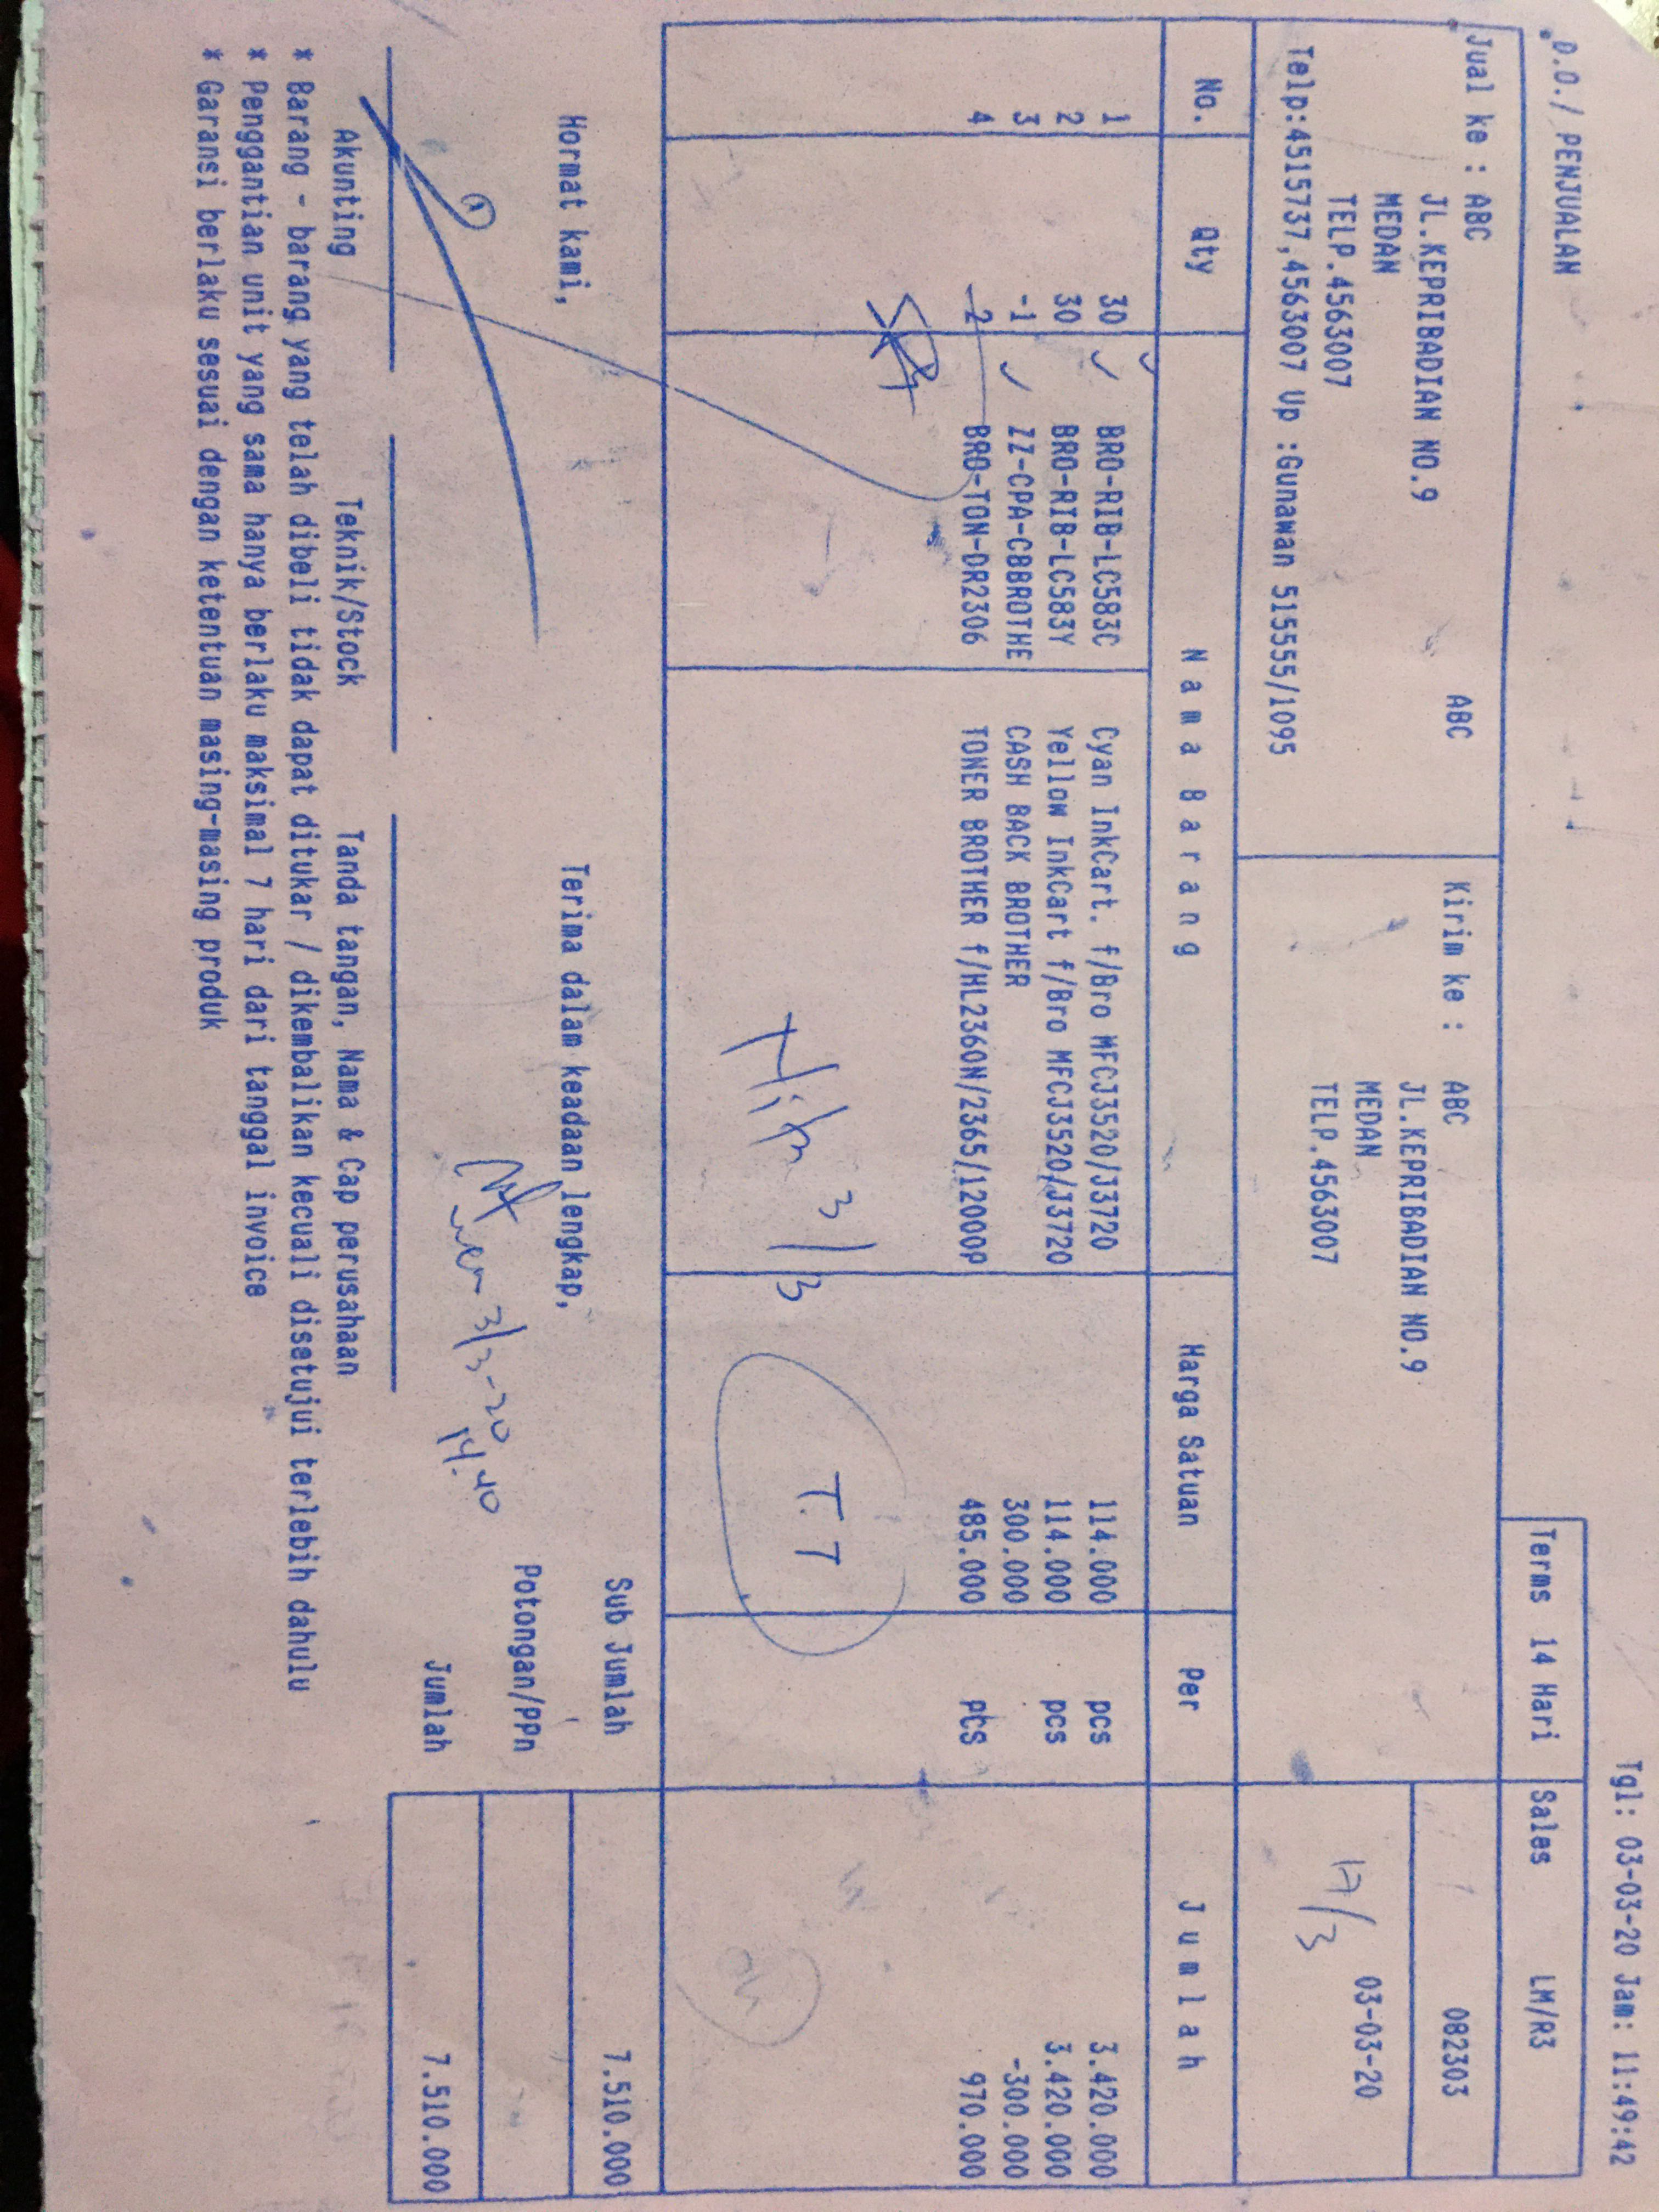 Tgl: 03-03-20 Jam: 11:49:42
D.O./ PENJUALAN
Terms 14 Hari Sales LM/R3
Jual ke : ABC ABC
JL.KEPRIBADIAN NO.9
MEDAN
TELP.4563007
Telp:4515737,4563007 Up :Gunawan 515555/1095
Kirim ke : ABC
JL.KEPRIBADIAN NO.9
MEDAN
TELP.4563007
082303
03-03-20
17/3
No. Qty Nama Barang Harga Satuan Per Jumlah
1 30 BRO-RIB-LC583C Cyan InkCart. f/Bro MFCJ3520/J3720 114.000 pcs 3.420.000
2 30 BRO-RIB-LC583Y Yellow InkCart f/Bro MFCJ3520/J3720 114.000 pcs 3.420.000
3 -1 ZZ-CPA-CBBROTHE CASH BACK BROTHER 300.000 -300.000
4 2 BRO-TON-DR2306 TONER BROTHER f/HL2360N/2365/12000P 485.000 PCS 970.000
3/3
T.T
Hormat kami, Terima dalam keadaan lengkap,
Sub Jumlah 7.510.000
Potongan/PPn
Jumlah 7.510.000
3/3-20
14.40
Akunting Teknik/Stock Tanda tangan, Nama & Cap perusahaan
* Barang - barang yang telah dibeli tidak dapat ditukar / dikembalikan kecuali disetujui terlebih dahulu
* Penggantian unit yang sama hanya berlaku maksimal 7 hari dari tanggal invoice
* Garansi berlaku sesuai dengan ketentuan masing-masing produk